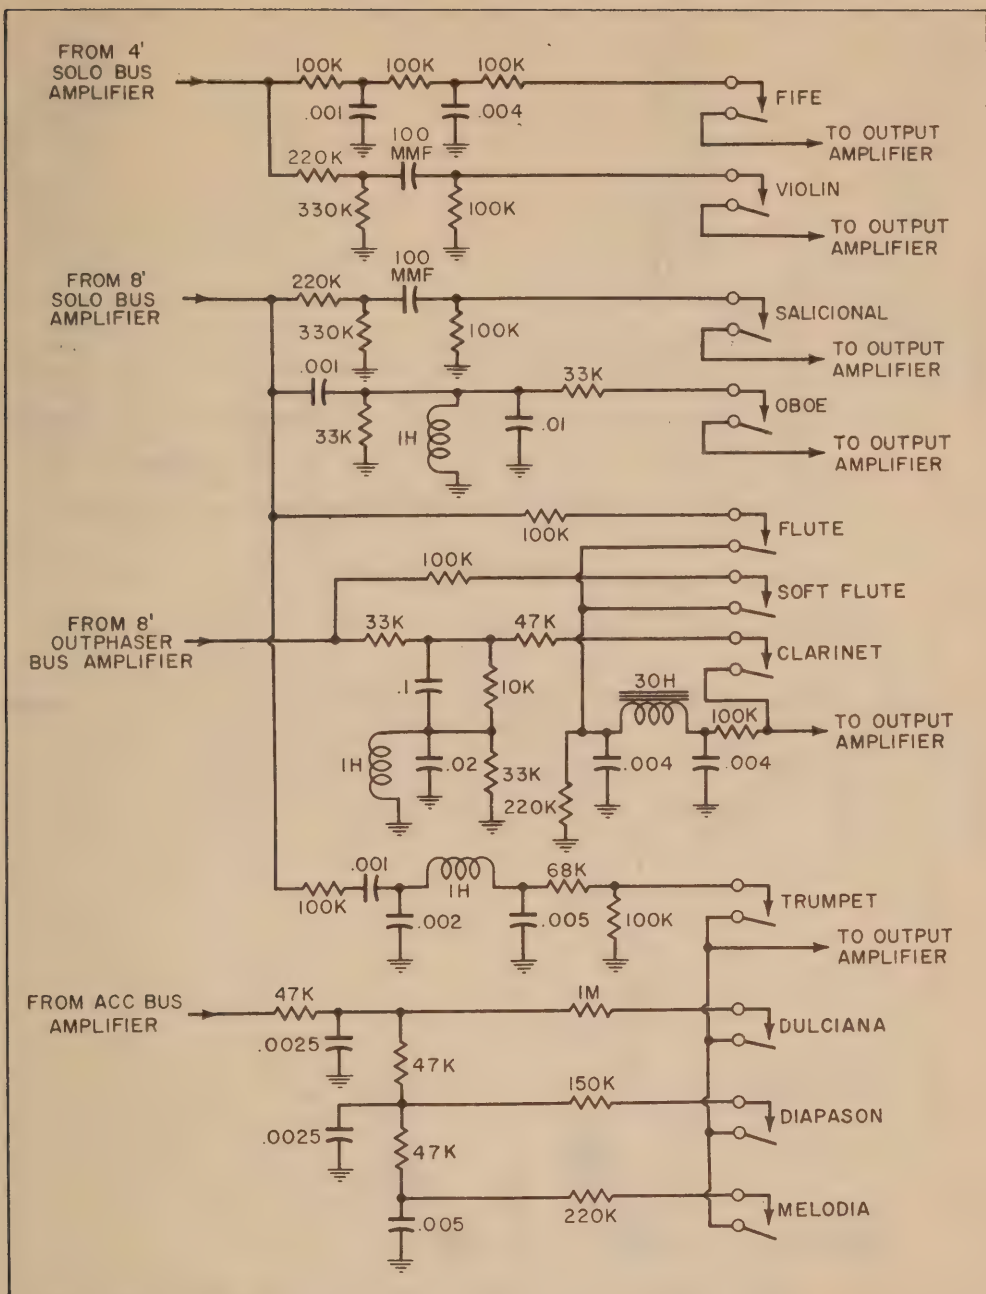 FROM 4'
SOLO BUS
AMPLIFIER
100K
100K
100K
.001
.004
FIFE
TO OUTPUT
AMPLIFIER
220K
100
MMF
330K
100K
VIOLIN
TO OUTPUT
AMPLIFIER
FROM 8'
SOLO BUS
AMPLIFIER
220K
100
MMF
330K
100K
SALICIONAL
TO OUTPUT
AMPLIFIER
.001
33K
33K
1H
.01
OBOE
TO OUTPUT
AMPLIFIER
100K
FLUTE
100K
SOFT FLUTE
FROM 8'
OUTPHASER
BUS AMPLIFIER
33K
47K
CLARINET
.1
10K
30H
100K
TO OUTPUT
AMPLIFIER
1H
.02
33K
220K
.004
.004
100K
.001
1H
68K
.002
.005
100K
TRUMPET
TO OUTPUT
AMPLIFIER
FROM ACC BUS
AMPLIFIER
47K
1M
DULCIANA
.0025
47K
150K
DIAPASON
.0025
47K
220K
MELODIA
.005